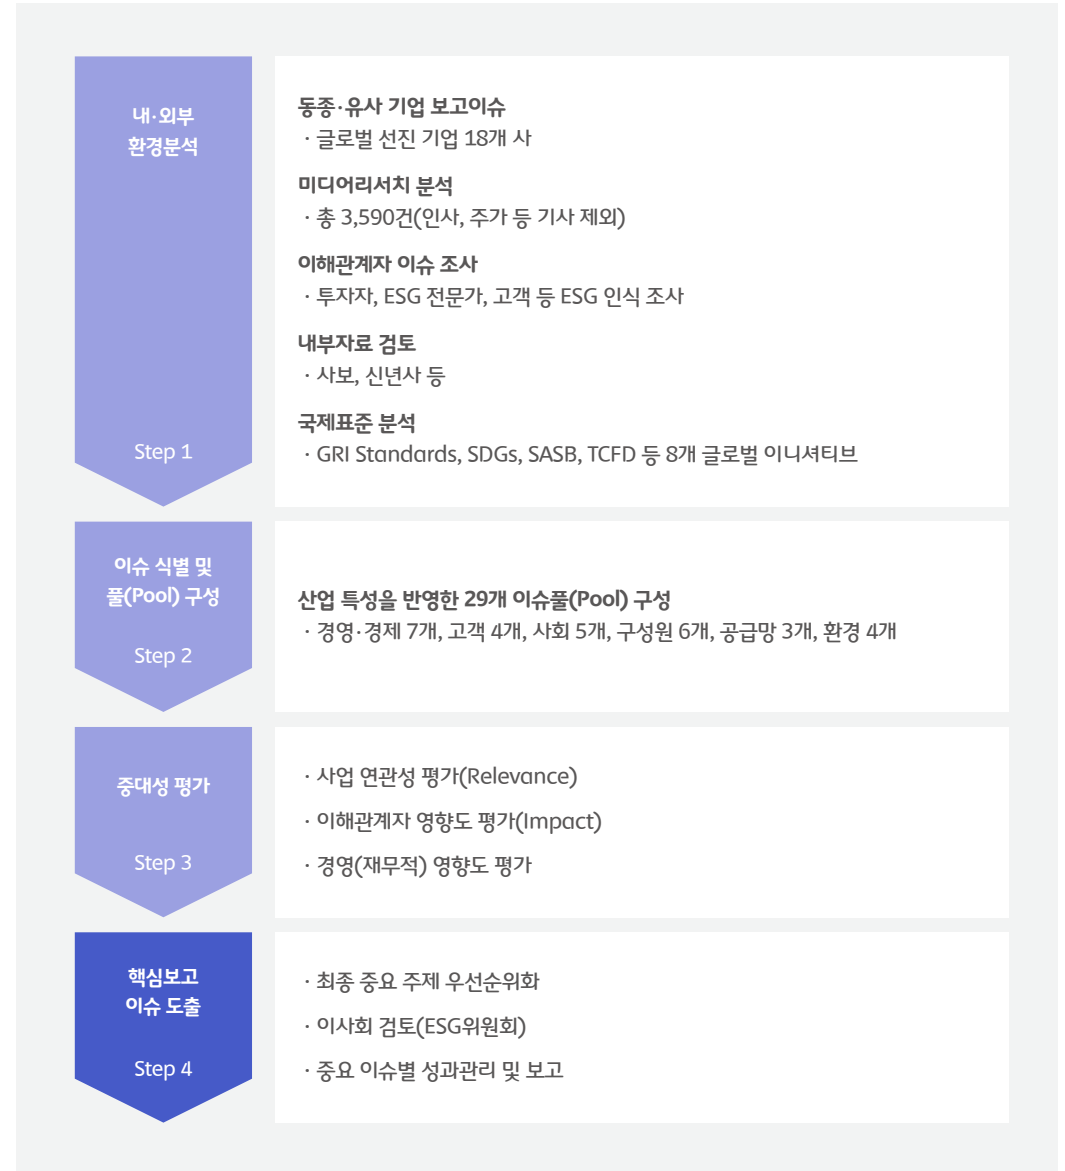 내·외부
환경분석
Step 1
동종·유사 기업 보고이슈
· 글로벌 선진 기업 18개 사
미디어리서치 분석
· 총 3,590건(인사, 주가 등 기사 제외)
이해관계자 이슈 조사
· 투자자, ESG 전문가, 고객 등 ESG 인식 조사
내부자료 검토
· 사보, 신년사 등
국제표준 분석
· GRI Standards, SDGs, SASB, TCFD 등 8개 글로벌 이니셔티브
이슈 식별 및
풀(Pool) 구성
Step 2
산업 특성을 반영한 29개 이슈풀(Pool) 구성
· 경영·경제 7개, 고객 4개, 사회 5개, 구성원 6개, 공급망 3개, 환경 4개
중대성 평가
Step 3
· 사업 연관성 평가(Relevance)
· 이해관계자 영향도 평가(Impact)
· 경영(재무적) 영향도 평가
핵심보고
이슈 도출
Step 4
· 최종 중요 주제 우선순위화
· 이사회 검토(ESG위원회)
· 중요 이슈별 성과관리 및 보고